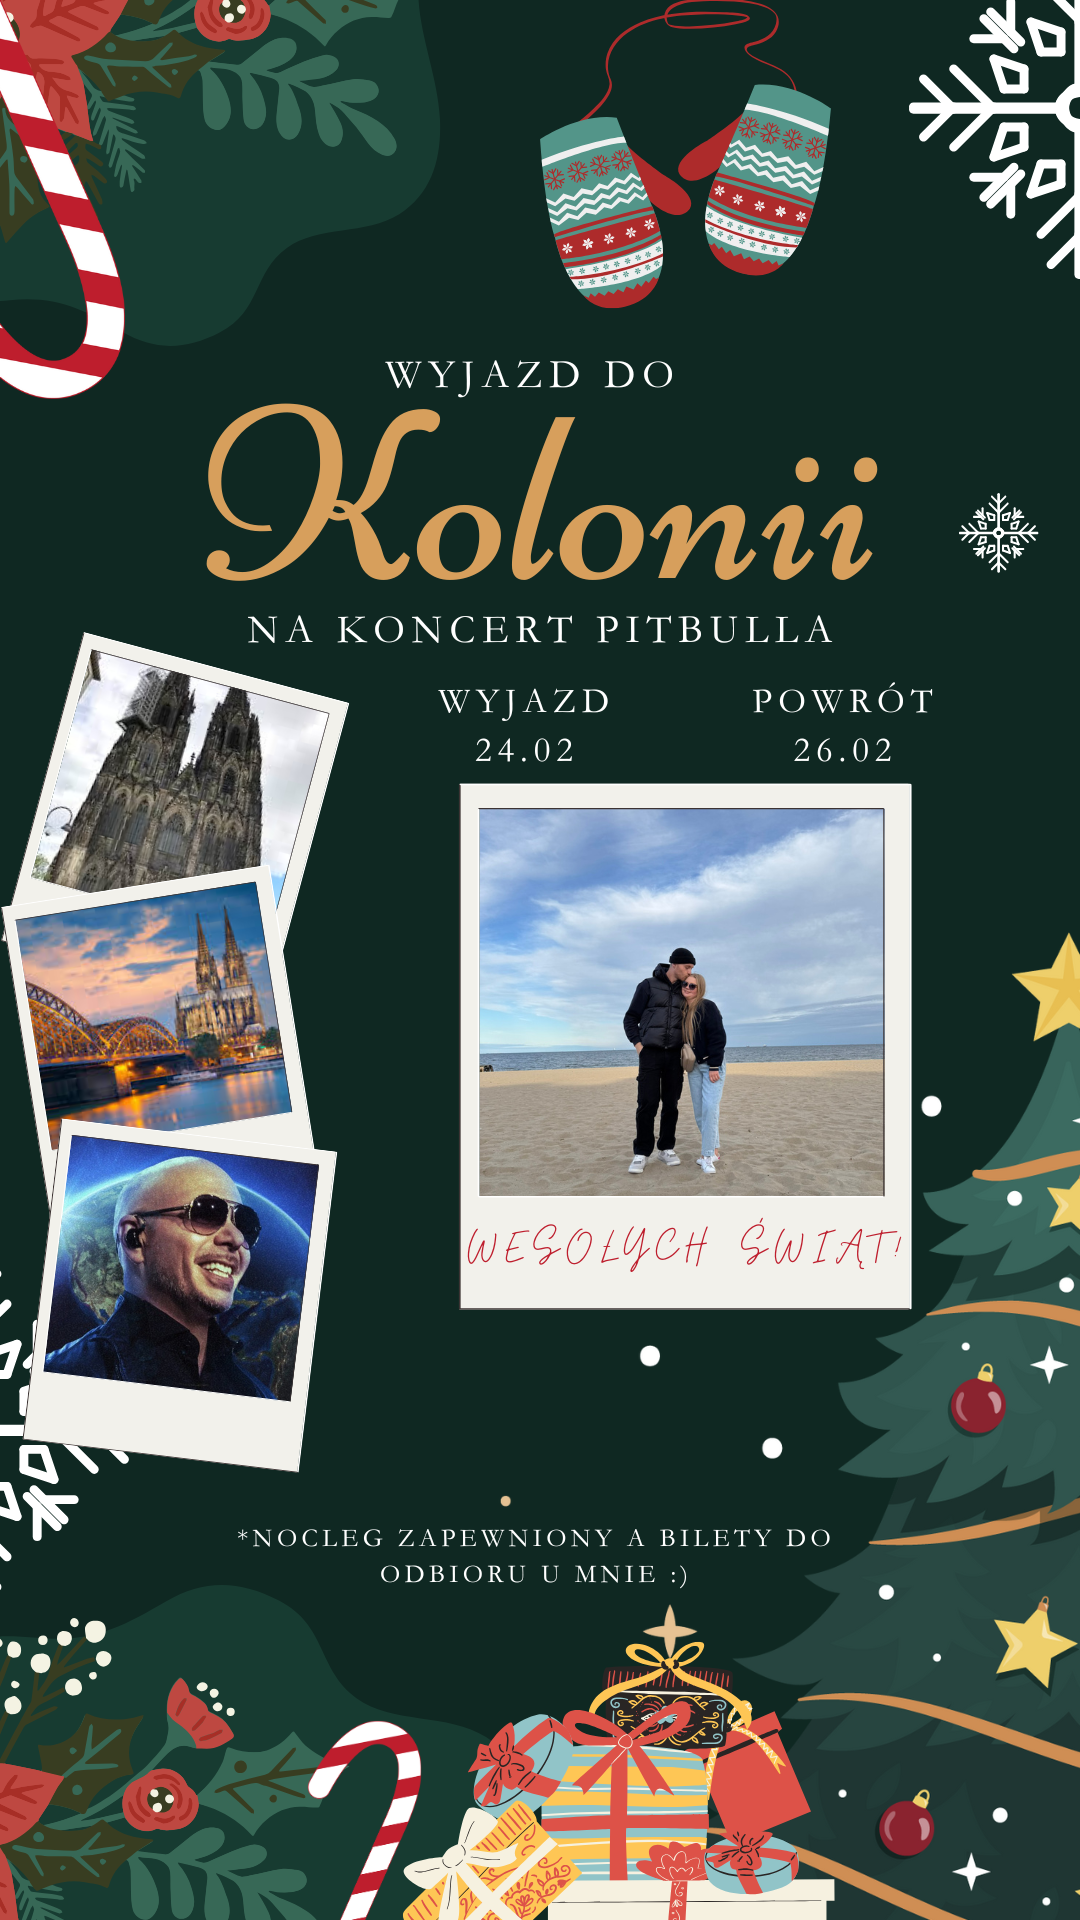 WYJAZD DO
Kolonii
NA KONCERT PITBULLA
WYJAZD
24.02
POWRÓT
26.02
WESOŁYCH ŚWIĄT!
*NOCLEG ZAPEWNIONY A BILETY DO
ODBIORU U MNIE :)